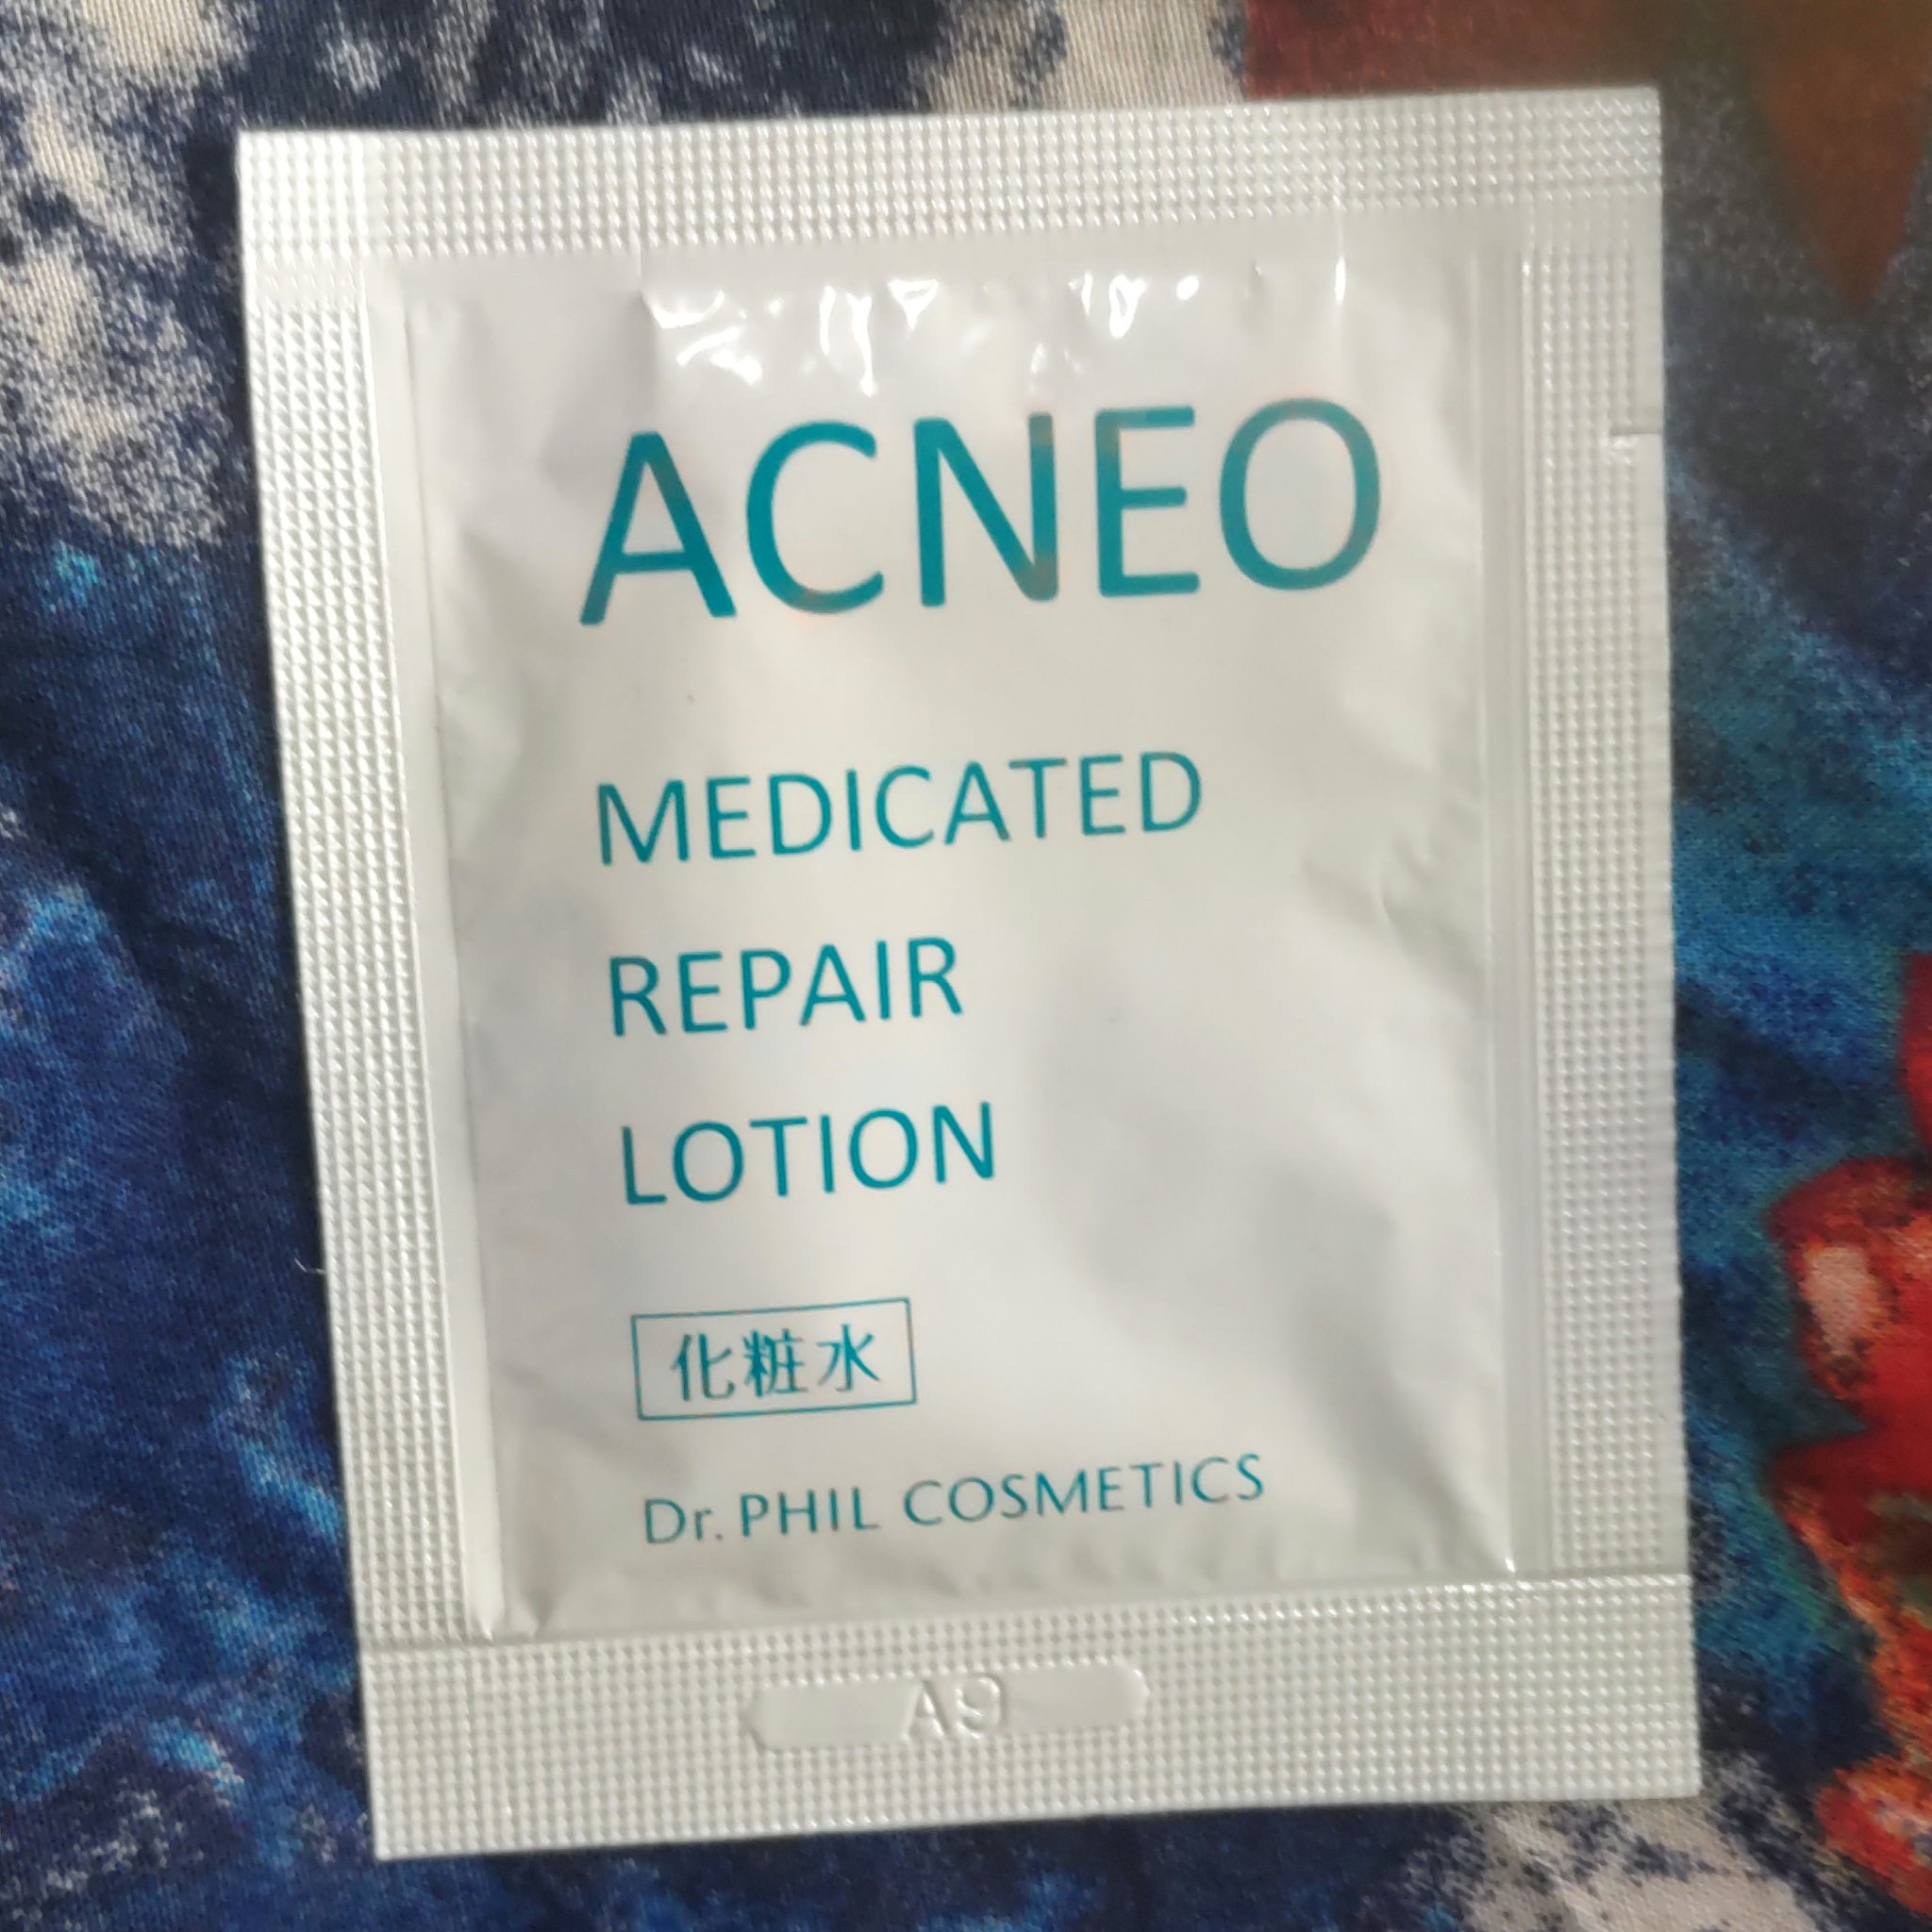 ACNEO
MEDICATED
REPAIR
LOTION
化粧水
Dr. PHIL COSMETICS
A9